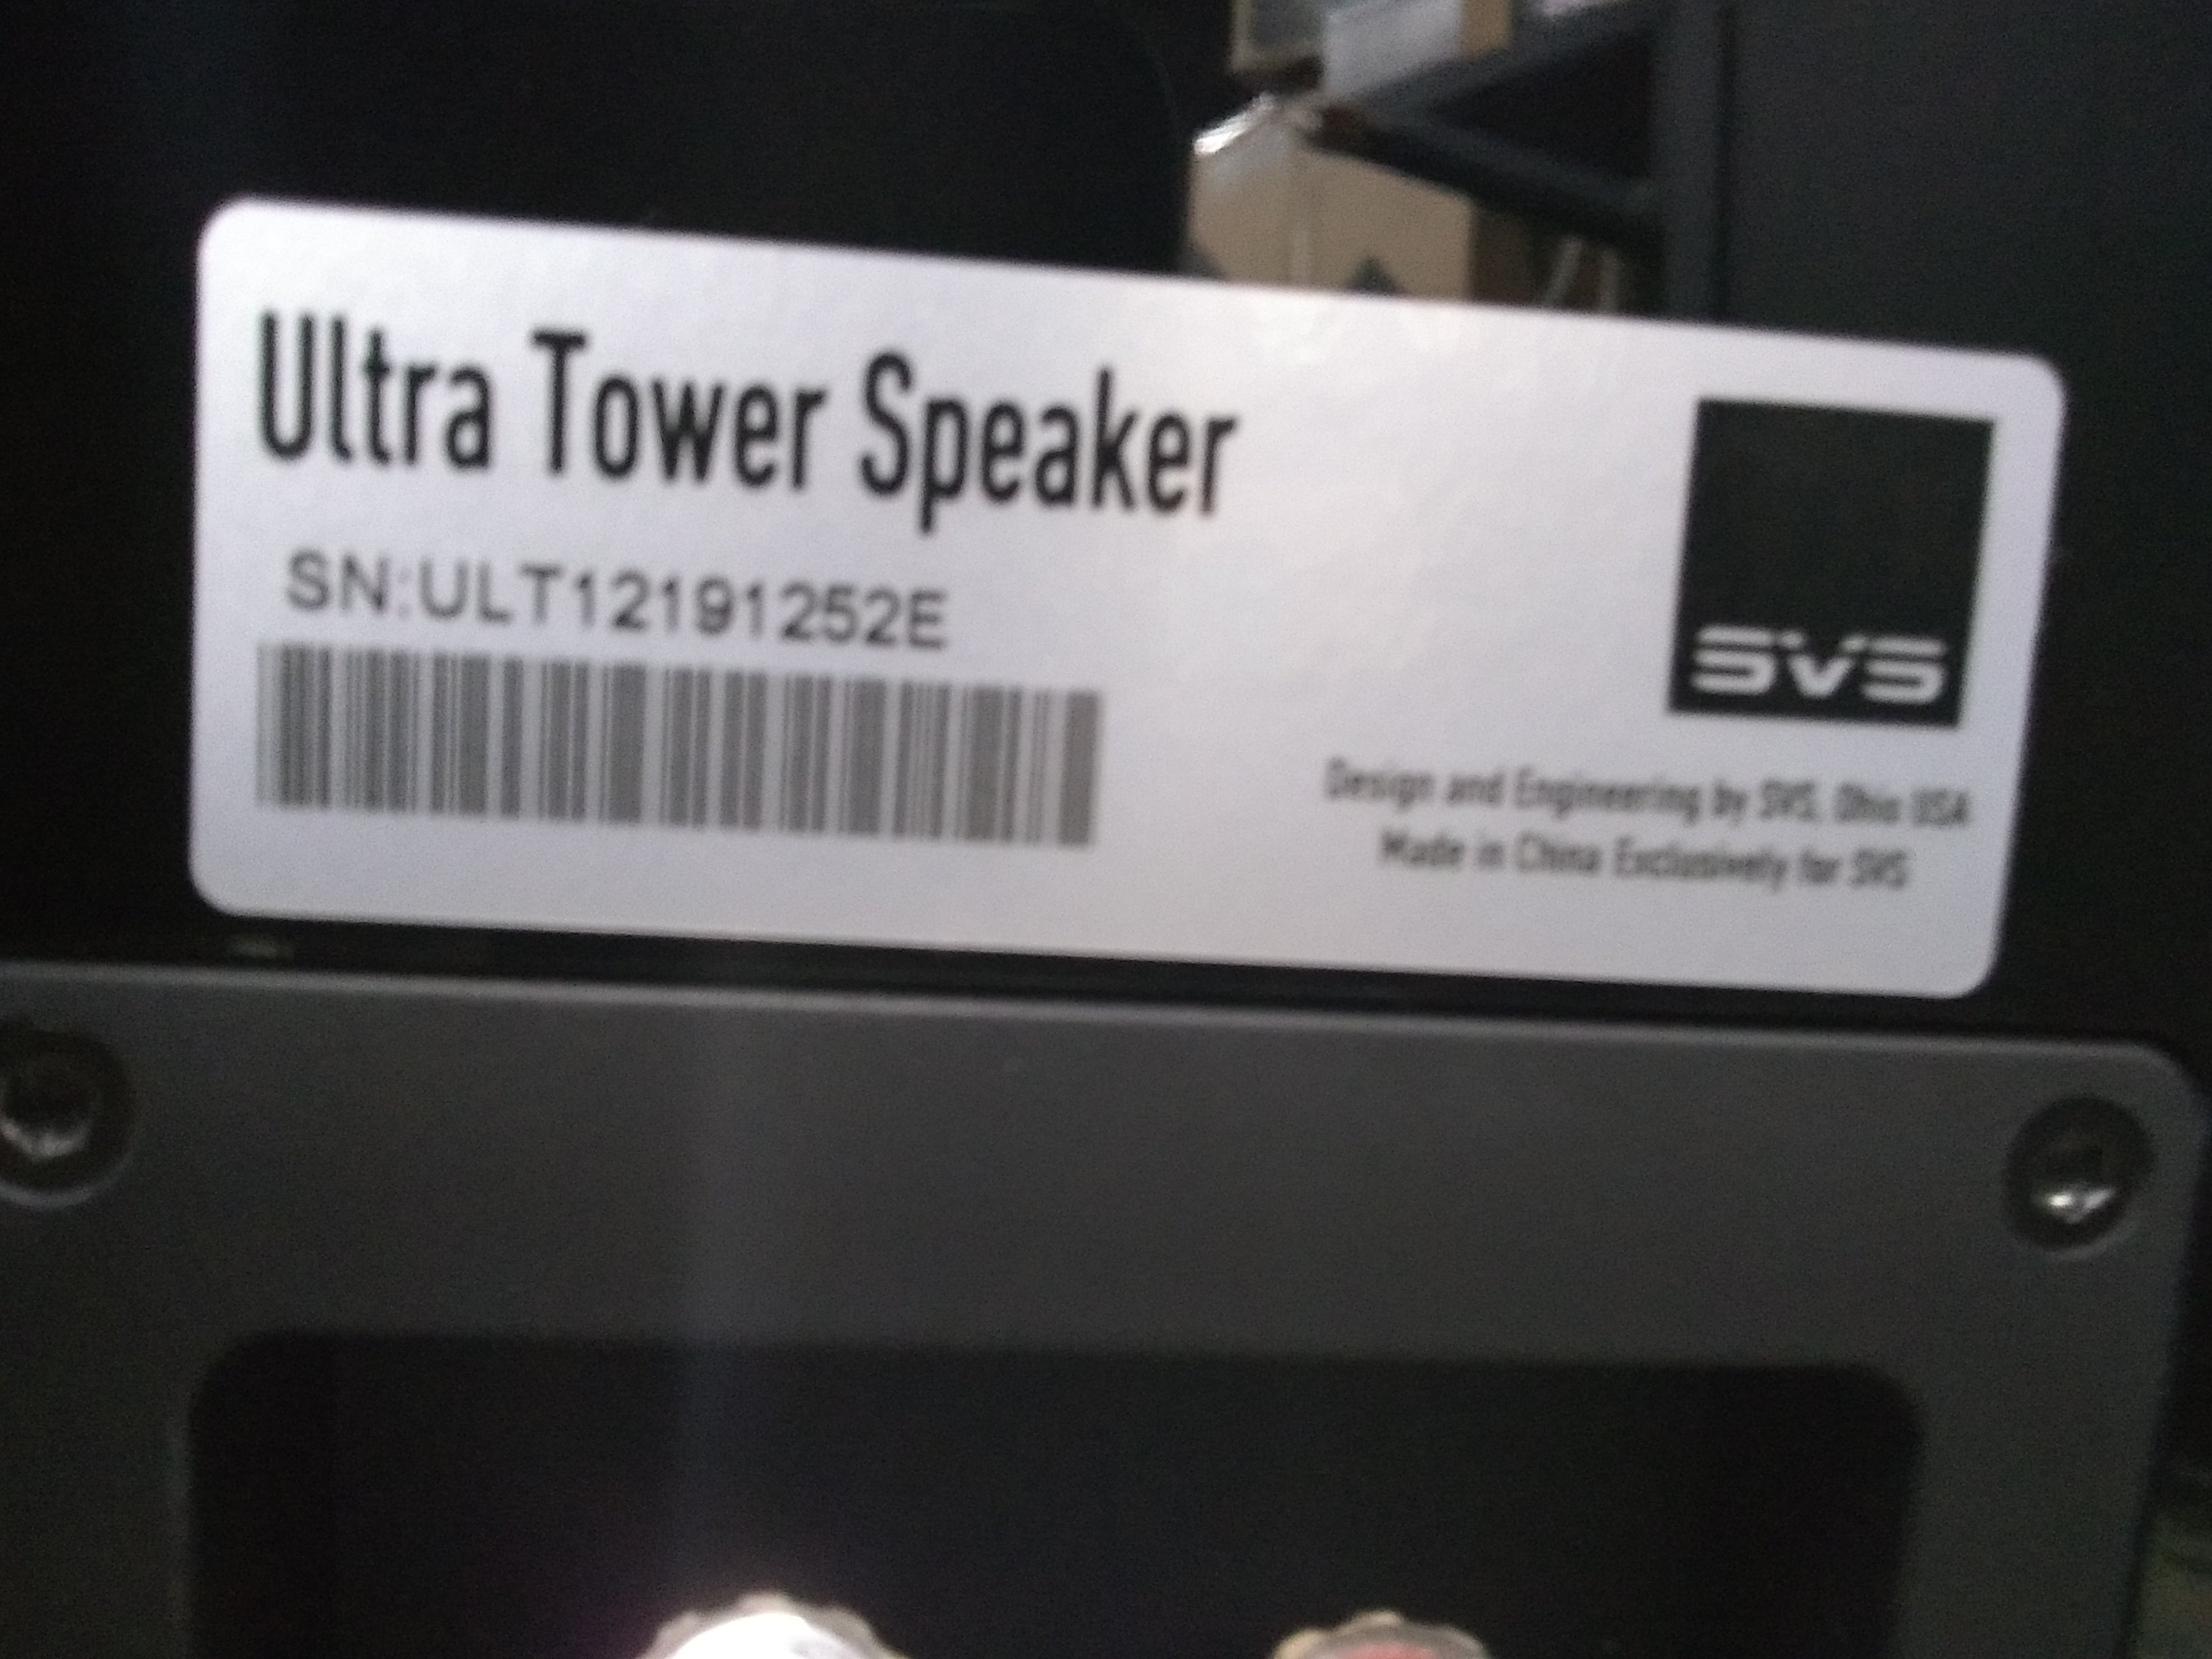 Ultra Tower Speaker
SN:ULT12191252E
SVS
Design and Engineering by SVS, Ohio USA
Made in China Exclusively for SVS